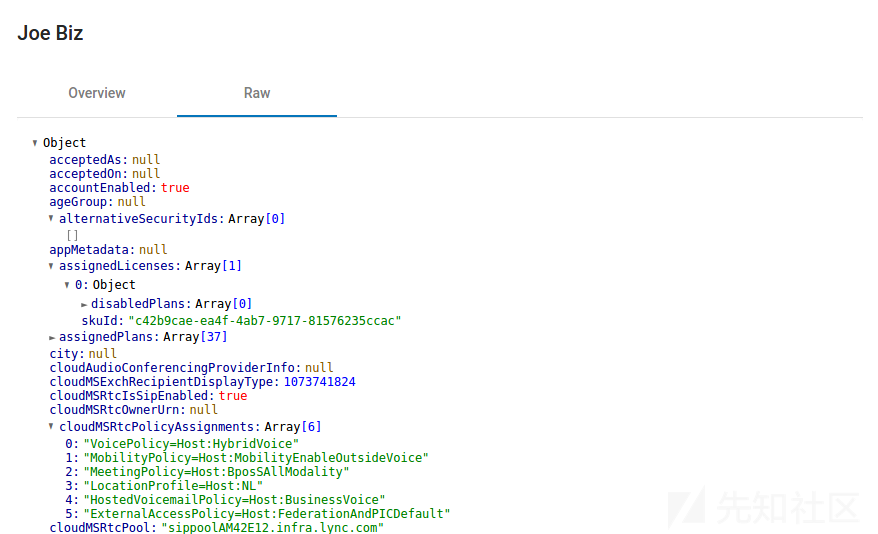 Joe Biz
Overview Raw
▼ Object
acceptedAs: null
acceptedOn: null
accountEnabled: true
ageGroup: null
▼ alternativeSecurityIds: Array[0]
[]
appMetadata: null
▼ assignedLicenses: Array[1]
▼ 0: Object
► disabledPlans: Array[0]
skuId: "c42b9cae-ea4f-4ab7-9717-81576235ccac"
► assignedPlans: Array[37]
city: null
cloudAudioConferencingProviderInfo: null
cloudMSExchRecipientDisplayType: 1073741824
cloudMSRtcIsSipEnabled: true
cloudMSRtcOwnerUrn: null
▼ cloudMSRtcPolicyAssignments: Array[6]
0: "VoicePolicy=Host:HybridVoice"
1: "MobilityPolicy=Host:MobilityEnableOutsideVoice"
2: "MeetingPolicy=Host:BposSAllModality"
3: "LocationProfile=Host:NL"
4: "HostedVoicemailPolicy=Host:BusinessVoice"
5: "ExternalAccessPolicy=Host:FederationAndPICDefault"
cloudMSRtcPool: "sippoolAM42E12.infra.lync.com"
先知社区